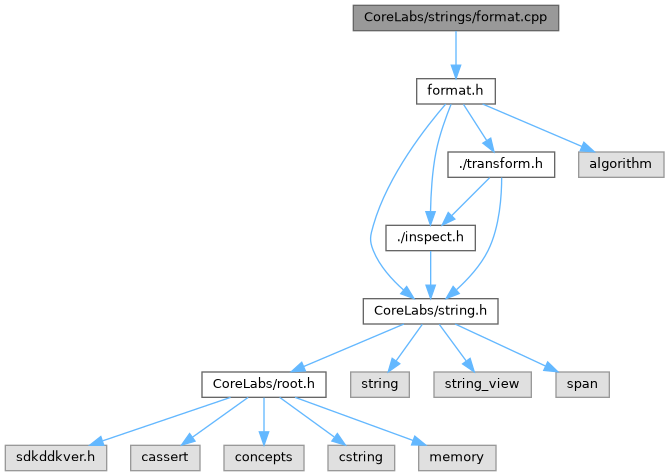 CoreLabs/strings/format.cpp
format.h
./transform.h
algorithm
./inspect.h
CoreLabs/string.h
CoreLabs/root.h
string
string_view
span
sdkddkver.h
cassert
concepts
cstring
memory